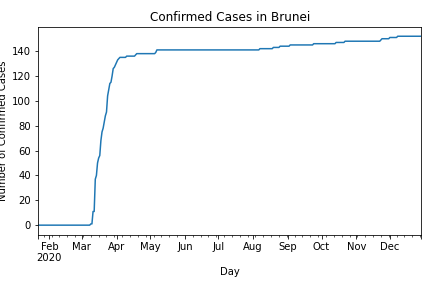 Confirmed Cases in Brunei
Number of Confirmed Cases
140
120
100
80
60
40
20
0
Feb Mar Apr May Jun Jul Aug Sep Oct Nov Dec
2020
Day